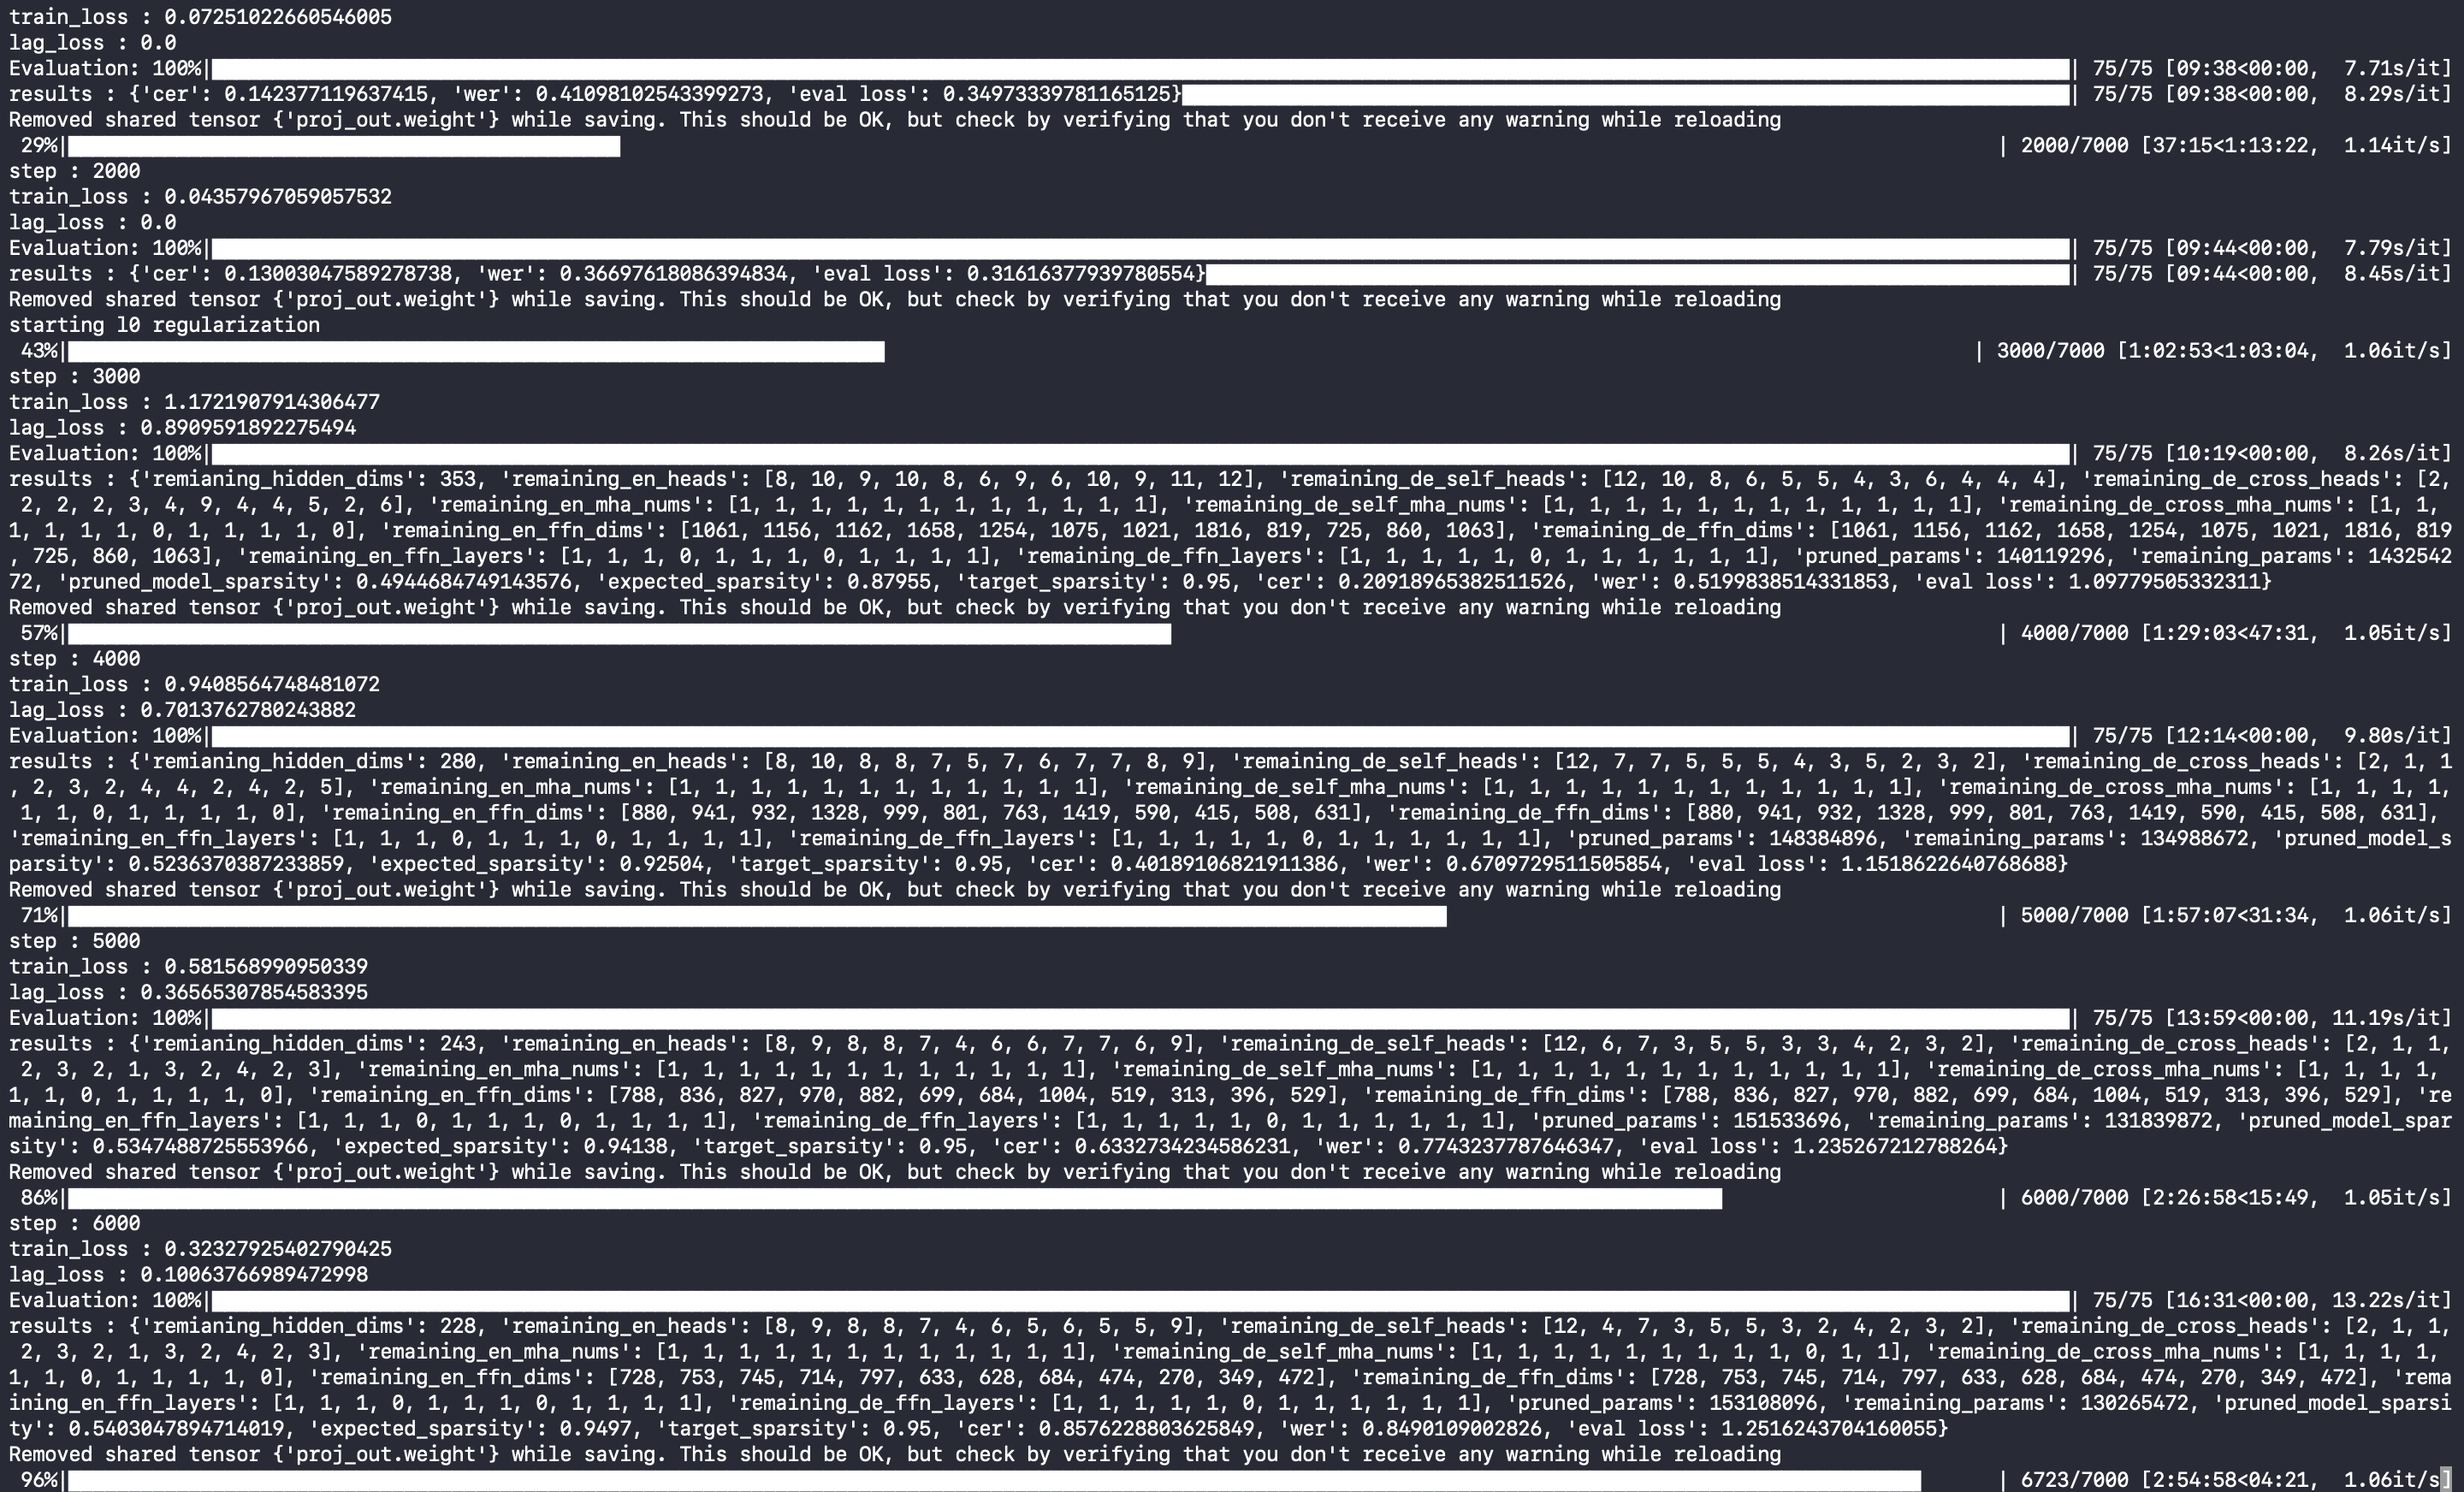 train_loss : 0.07251022660546005
lag_loss : 0.0
Evaluation: 100%| | 75/75 [09:38<00:00,  7.71s/it]
results : {'cer': 0.142377119637415, 'wer': 0.41098102543399273, 'eval loss': 0.34973339781165125} | 75/75 [09:38<00:00,  8.29s/it]
Removed shared tensor {'proj_out.weight'} while saving. This should be OK, but check by verifying that you don't receive any warning while reloading
29%| | 2000/7000 [37:15<1:13:22,  1.14it/s]
step : 2000
train_loss : 0.04357967059057532
lag_loss : 0.0
Evaluation: 100%| | 75/75 [09:44<00:00,  7.79s/it]
results : {'cer': 0.13003047589278738, 'wer': 0.36697618086394834, 'eval loss': 0.31616377939780554} | 75/75 [09:44<00:00,  8.45s/it]
Removed shared tensor {'proj_out.weight'} while saving. This should be OK, but check by verifying that you don't receive any warning while reloading
starting l0 regularization
43%| | 3000/7000 [1:02:53<1:03:04,  1.06it/s]
step : 3000
train_loss : 1.1721907914306477
lag_loss : 0.8909591892275494
Evaluation: 100%| | 75/75 [10:19<00:00,  8.26s/it]
results : {'remianing_hidden_dims': 353, 'remaining_en_heads': [8, 10, 9, 10, 8, 6, 9, 6, 10, 9, 11, 12], 'remaining_de_self_heads': [12, 10, 8, 6, 5, 5, 4, 3, 6, 4, 4, 4], 'remaining_de_cross_heads': [2,
2, 2, 2, 3, 4, 9, 4, 4, 5, 2, 6], 'remaining_en_mha_nums': [1, 1, 1, 1, 1, 1, 1, 1, 1, 1, 1, 1], 'remaining_de_self_mha_nums': [1, 1, 1, 1, 1, 1, 1, 1, 1, 1, 1, 1], 'remaining_de_cross_mha_nums': [1, 1,
1, 1, 1, 1, 0, 1, 1, 1, 1, 0], 'remaining_en_ffn_dims': [1061, 1156, 1162, 1658, 1254, 1075, 1021, 1816, 819, 725, 860, 1063], 'remaining_de_ffn_dims': [1061, 1156, 1162, 1658, 1254, 1075, 1021, 1816, 819
, 725, 860, 1063], 'remaining_en_ffn_layers': [1, 1, 1, 0, 1, 1, 1, 0, 1, 1, 1, 1], 'remaining_de_ffn_layers': [1, 1, 1, 1, 1, 0, 1, 1, 1, 1, 1, 1], 'pruned_params': 140119296, 'remaining_params': 1432542
72, 'pruned_model_sparsity': 0.4944684749143576, 'expected_sparsity': 0.87955, 'target_sparsity': 0.95, 'cer': 0.20918965382511526, 'wer': 0.5199838514331853, 'eval loss': 1.09779505332311}
Removed shared tensor {'proj_out.weight'} while saving. This should be OK, but check by verifying that you don't receive any warning while reloading
57%| | 4000/7000 [1:29:03<47:31,  1.05it/s]
step : 4000
train_loss : 0.9408564748481072
lag_loss : 0.7013762780243882
Evaluation: 100%| | 75/75 [12:14<00:00,  9.80s/it]
results : {'remianing_hidden_dims': 280, 'remaining_en_heads': [8, 10, 8, 8, 7, 5, 7, 6, 7, 7, 8, 9], 'remaining_de_self_heads': [12, 7, 7, 5, 5, 5, 4, 3, 5, 2, 3, 2], 'remaining_de_cross_heads': [2, 1, 1
, 2, 3, 2, 4, 4, 2, 4, 2, 5], 'remaining_en_mha_nums': [1, 1, 1, 1, 1, 1, 1, 1, 1, 1, 1, 1], 'remaining_de_self_mha_nums': [1, 1, 1, 1, 1, 1, 1, 1, 1, 1, 1, 1], 'remaining_de_cross_mha_nums': [1, 1, 1, 1,
1, 1, 0, 1, 1, 1, 1, 0], 'remaining_en_ffn_dims': [880, 941, 932, 1328, 999, 801, 763, 1419, 590, 415, 508, 631], 'remaining_de_ffn_dims': [880, 941, 932, 1328, 999, 801, 763, 1419, 590, 415, 508, 631],
'remaining_en_ffn_layers': [1, 1, 1, 0, 1, 1, 1, 0, 1, 1, 1, 1], 'remaining_de_ffn_layers': [1, 1, 1, 1, 1, 0, 1, 1, 1, 1, 1, 1], 'pruned_params': 148384896, 'remaining_params': 134988672, 'pruned_model_s
parsity': 0.5236370387233859, 'expected_sparsity': 0.92504, 'target_sparsity': 0.95, 'cer': 0.40189106821911386, 'wer': 0.6709729511505854, 'eval loss': 1.1518622640768688}
Removed shared tensor {'proj_out.weight'} while saving. This should be OK, but check by verifying that you don't receive any warning while reloading
71%| | 5000/7000 [1:57:07<31:34,  1.06it/s]
step : 5000
train_loss : 0.581568990950339
lag_loss : 0.36565307854583395
Evaluation: 100%| | 75/75 [13:59<00:00, 11.19s/it]
results : {'remianing_hidden_dims': 243, 'remaining_en_heads': [8, 9, 8, 8, 7, 4, 6, 6, 7, 7, 6, 9], 'remaining_de_self_heads': [12, 6, 7, 3, 5, 5, 3, 3, 4, 2, 3, 2], 'remaining_de_cross_heads': [2, 1, 1,
2, 3, 2, 1, 3, 2, 4, 2, 3], 'remaining_en_mha_nums': [1, 1, 1, 1, 1, 1, 1, 1, 1, 1, 1, 1], 'remaining_de_self_mha_nums': [1, 1, 1, 1, 1, 1, 1, 1, 1, 1, 1, 1], 'remaining_de_cross_mha_nums': [1, 1, 1, 1,
1, 1, 0, 1, 1, 1, 1, 0], 'remaining_en_ffn_dims': [788, 836, 827, 970, 882, 699, 684, 1004, 519, 313, 396, 529], 'remaining_de_ffn_dims': [788, 836, 827, 970, 882, 699, 684, 1004, 519, 313, 396, 529], 're
maining_en_ffn_layers': [1, 1, 1, 0, 1, 1, 1, 0, 1, 1, 1, 1], 'remaining_de_ffn_layers': [1, 1, 1, 1, 1, 0, 1, 1, 1, 1, 1, 1], 'pruned_params': 151533696, 'remaining_params': 131839872, 'pruned_model_spar
sity': 0.5347488725553966, 'expected_sparsity': 0.94138, 'target_sparsity': 0.95, 'cer': 0.6332734234586231, 'wer': 0.7743237787646347, 'eval loss': 1.235267212788264}
Removed shared tensor {'proj_out.weight'} while saving. This should be OK, but check by verifying that you don't receive any warning while reloading
86%| | 6000/7000 [2:26:58<15:49,  1.05it/s]
step : 6000
train_loss : 0.32327925402790425
lag_loss : 0.10063766989472998
Evaluation: 100%| | 75/75 [16:31<00:00, 13.22s/it]
results : {'remianing_hidden_dims': 228, 'remaining_en_heads': [8, 9, 8, 8, 7, 4, 6, 5, 6, 5, 5, 9], 'remaining_de_self_heads': [12, 4, 7, 3, 5, 5, 3, 2, 4, 2, 3, 2], 'remaining_de_cross_heads': [2, 1, 1,
2, 3, 2, 1, 3, 2, 4, 2, 3], 'remaining_en_mha_nums': [1, 1, 1, 1, 1, 1, 1, 1, 1, 1, 1, 1], 'remaining_de_self_mha_nums': [1, 1, 1, 1, 1, 1, 1, 1, 1, 0, 1, 1], 'remaining_de_cross_mha_nums': [1, 1, 1, 1,
1, 1, 0, 1, 1, 1, 1, 0], 'remaining_en_ffn_dims': [728, 753, 745, 714, 797, 633, 628, 684, 474, 270, 349, 472], 'remaining_de_ffn_dims': [728, 753, 745, 714, 797, 633, 628, 684, 474, 270, 349, 472], 'rema
ining_en_ffn_layers': [1, 1, 1, 0, 1, 1, 1, 0, 1, 1, 1, 1], 'remaining_de_ffn_layers': [1, 1, 1, 1, 1, 0, 1, 1, 1, 1, 1, 1], 'pruned_params': 153108096, 'remaining_params': 130265472, 'pruned_model_sparsi
ty': 0.5403047894714019, 'expected_sparsity': 0.9497, 'target_sparsity': 0.95, 'cer': 0.8576228803625849, 'wer': 0.8490109002826, 'eval loss': 1.2516243704160055}
Removed shared tensor {'proj_out.weight'} while saving. This should be OK, but check by verifying that you don't receive any warning while reloading
96%| | 6723/7000 [2:54:58<04:21,  1.06it/s]